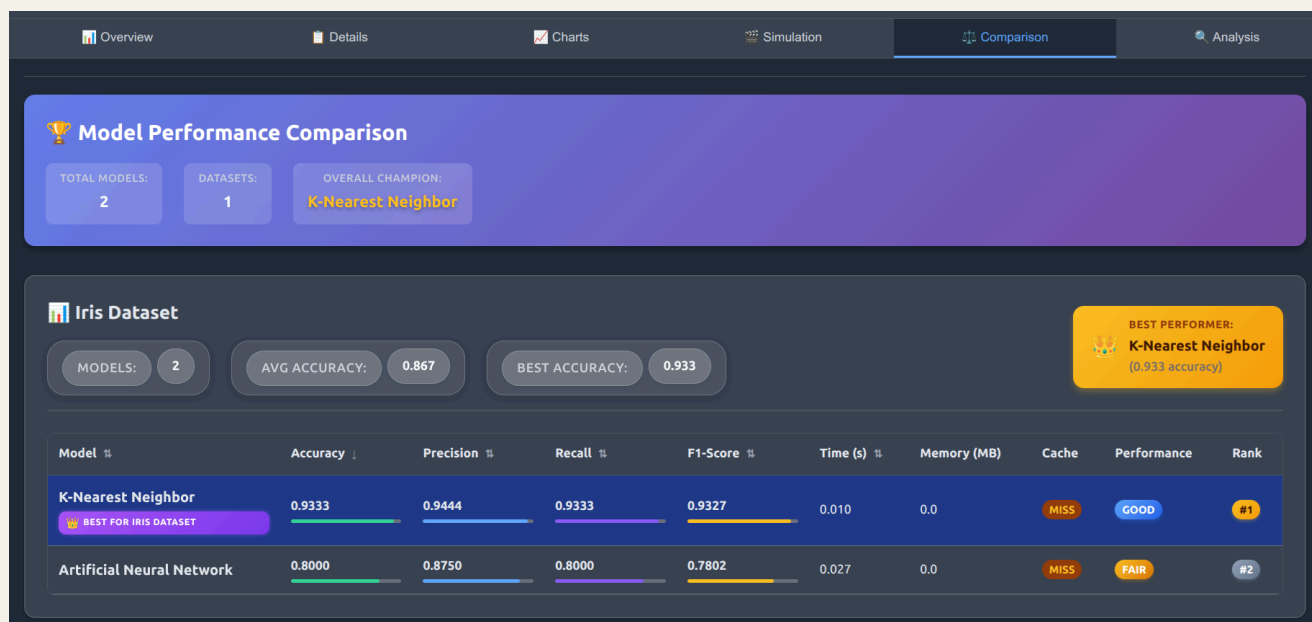 Overview Details Charts Simulation Comparison Analysis
Model Performance Comparison
TOTAL MODELS: DATASETS: OVERALL CHAMPION:
2 1 K-Nearest Neighbor
Iris Dataset
MODELS: 2 AVG ACCURACY: 0.867 BEST ACCURACY: 0.933
BEST PERFORMER:
K-Nearest Neighbor
(0.933 accuracy)
Model Accuracy Precision Recall F1-Score Time (s) Memory (MB) Cache Performance Rank
K-Nearest Neighbor
BEST FOR IRIS DATASET
0.9333 0.9444 0.9333 0.9327 0.010 0.0 MISS GOOD #1
Artificial Neural Network 0.8000 0.8750 0.8000 0.7802 0.027 0.0 MISS FAIR #2